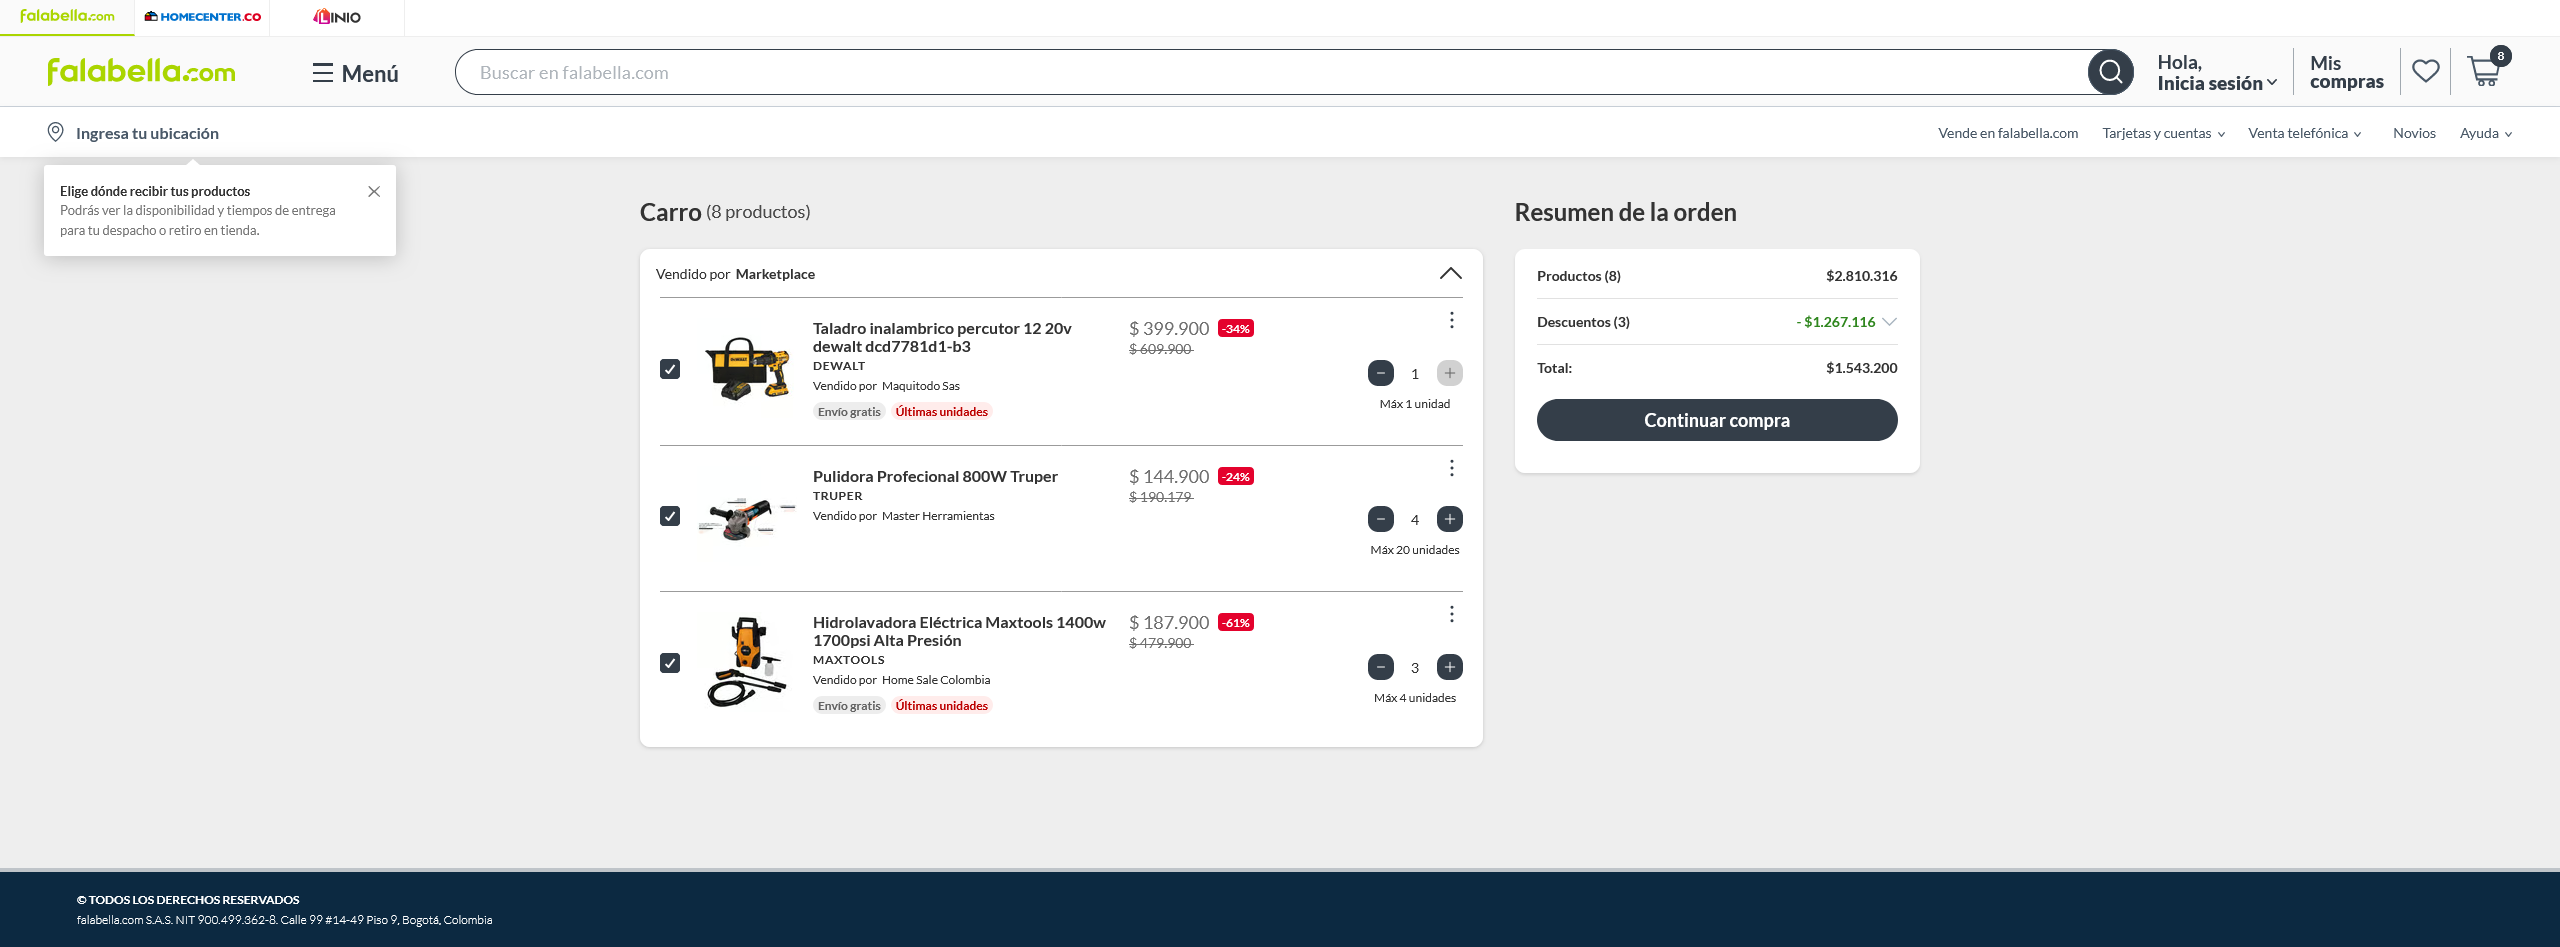 falabella.com
HOMECENTER.CO
LINIO
falabella.com
Menú
Buscar en falabella.com
Hola,
Inicia sesión
Mis
compras
8
Ingresa tu ubicación
Vende en falabella.com
Tarjetas y cuentas
Venta telefónica
Novios
Ayuda
Elige dónde recibir tus productos
Podrás ver la disponibilidad y tiempos de entrega
para tu despacho o retiro en tienda.
Carro (8 productos)
Vendido por Marketplace
Taladro inalambrico percutor 12 20v
dewalt dcd7781d1-b3
DEWALT
Vendido por Maquitodo Sas
Envío gratis Últimas unidades
$ 399.900 -34%
$ 609.900
1
Máx 1 unidad
Pulidora Profecional 800W Truper
TRUPER
Vendido por Master Herramientas
$ 144.900 -24%
$ 190.179
4
Máx 20 unidades
Hidrolavadora Eléctrica Maxtools 1400w
1700psi Alta Presión
MAXTOOLS
Vendido por Home Sale Colombia
Envío gratis Últimas unidades
$ 187.900 -61%
$ 479.900
3
Máx 4 unidades
Resumen de la orden
Productos (8) $2.810.316
Descuentos (3) - $1.267.116
Total: $1.543.200
Continuar compra
© TODOS LOS DERECHOS RESERVADOS
falabella.com S.A.S. NIT 900.499.362-8. Calle 99 #14-49 Piso 9, Bogotá, Colombia